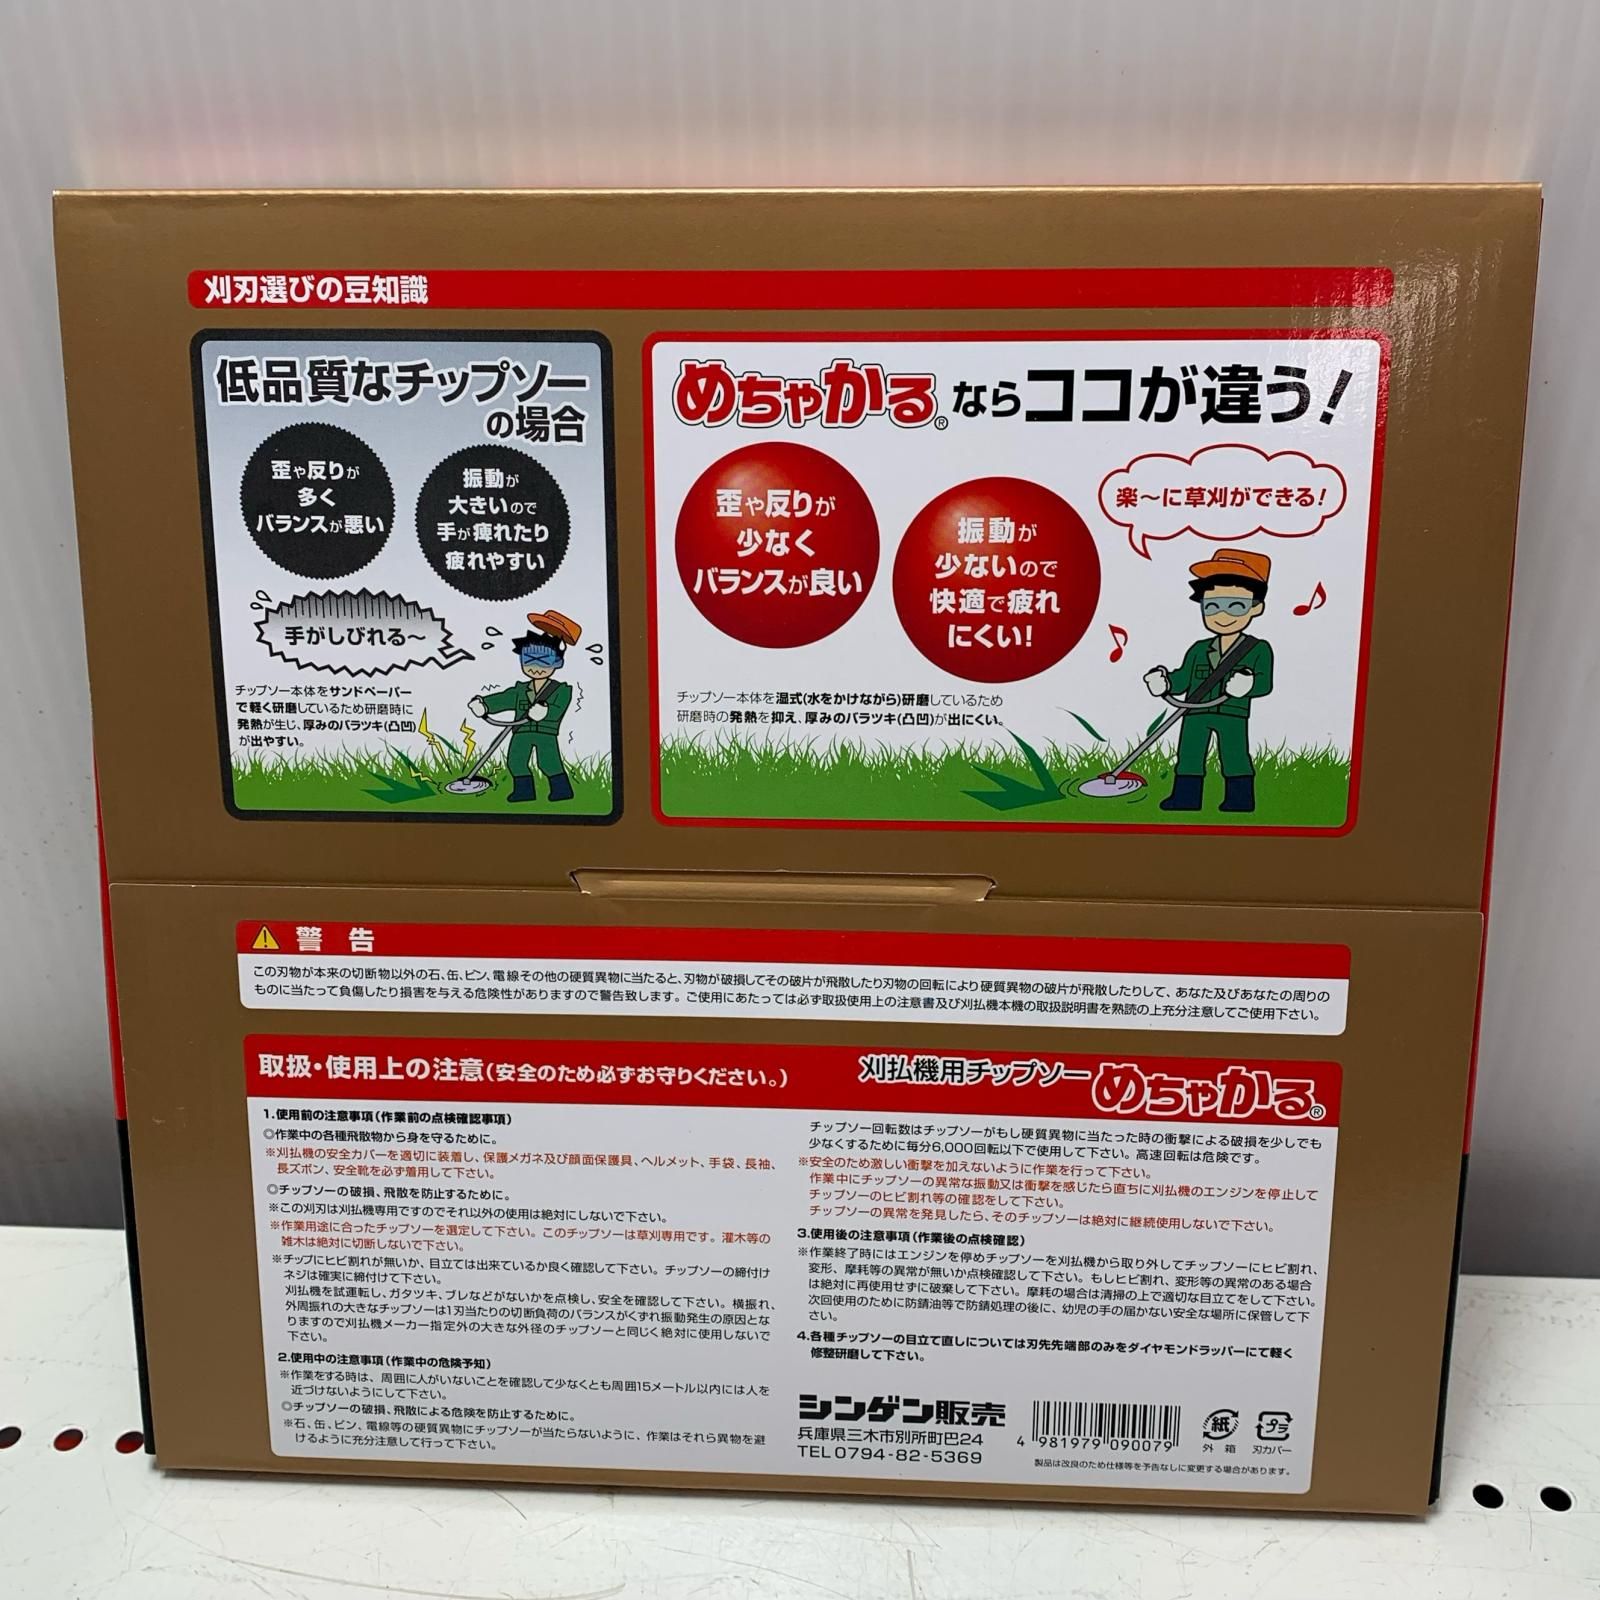 刈刃選びの豆知識
低品質なチップソー
の場合
歪や反りが
多く
バランスが悪い
振動が
大きいので
手が痺れたり
疲れやすい
手がしびれる〜
チップソー本体をサンドペーパー
で軽く研磨しているため研磨時に
発熱が生じ、厚みのバラツキ(凸凹)
が出やすい。
めちゃかる®ならココが違う!
歪や反りが
少なく
バランスが良い
振動が
少ないので
快適で疲れ
にくい!
楽〜に草刈ができる!
チップソー本体を湿式(水をかけながら)研磨しているため
研磨時の発熱を抑え、厚みのバラツキ(凸凹)が出にくい。
警告
この刃物が本来の切断物以外の石、缶、ビン、電線その他の硬質異物に当たると、刃物が破損してその破片が飛散したり刃物の回転により硬質異物の破片が飛散したりして、あなた及びあなたの周りの
ものに当たって負傷したり損害を与える危険性がありますので警告致します。ご使用にあたっては必ず取扱使用上の注意書及び刈払機本機の取扱説明書を熟読の上充分注意してご使用下さい。
取扱・使用上の注意(安全のため必ずお守りください。)
刈払機用チップソー めちゃかる®
1.使用前の注意事項(作業前の点検確認事項)
◎作業中の各種飛散物から身を守るために。
※刈払機の安全カバーを適切に装着し、保護メガネ及び顔面保護具、ヘルメット、手袋、長袖、
長ズボン、安全靴を必ず着用して下さい。
◎チップソーの破損、飛散を防止するために。
※この刈刃は刈払機専用ですのでそれ以外の使用は絶対にしないで下さい。
※作業用途に合ったチップソーを選定して下さい。このチップソーは草刈専用です。灌木等の
雑木は絶対に切断しないで下さい。
※チップにヒビ割れが無いか、目立ては出来ているか良く確認して下さい。チップソーの締付け
ネジは確実に締付けて下さい。
刈払機を試運転し、ガタツキ、ブレなどがないかを点検し、安全を確認して下さい。横振れ、
外周振れの大きなチップソーは1刃当たりの切断負荷のバランスがくずれ振動発生の原因とな
りますので刈払機メーカー指定外の大きな外径のチップソーと同じく絶対に使用しないで
下さい。
2.使用中の注意事項(作業中の危険予知)
※作業をする時は、周囲に人がいないことを確認して少なくとも周囲15メートル以内には人を
近づけないようにして下さい。
◎チップソーの破損、飛散による危険を防止するために。
※石、缶、ビン、電線等の硬質異物にチップソーが当たらないように、作業はそれら異物を避
けるように充分注意して行って下さい。
チップソー回転数はチップソーがもし硬質異物に当たった時の衝撃による破損を少しでも
少なくするために毎分6,000回転以下で使用して下さい。高速回転は危険です。
※安全のため激しい衝撃を加えないように作業を行って下さい。
作業中にチップソーの異常な振動又は衝撃を感じたら直ちに刈払機のエンジンを停止して
チップソーのヒビ割れ等の確認をして下さい。
チップソーの異常を発見したら、そのチップソーは絶対に継続使用しないで下さい。
3.使用後の注意事項(作業後の点検確認)
※作業終了時にはエンジンを停めチップソーを刈払機から取り外してチップソーにヒビ割れ、
変形、摩耗等の異常が無いか点検確認して下さい。もしヒビ割れ、変形等の異常のある場合
は絶対に再使用せずに破棄して下さい。摩耗の場合は清掃の上で適切な目立てをして下さい。
次回使用のために防錆油等で防錆処理の後に、幼児の手の届かない安全な場所に保管して下
さい。
4.各種チップソーの目立て直しについては刃先先端部のみをダイヤモンドラッパーにて軽く
修整研磨して下さい。
シンゲン販売
兵庫県三木市別所町巴24
TEL 0794-82-5369
4 981979 090079
紙
外箱
プラ
刃カバー
製品は改良のため仕様等を予告なしに変更する場合があります。